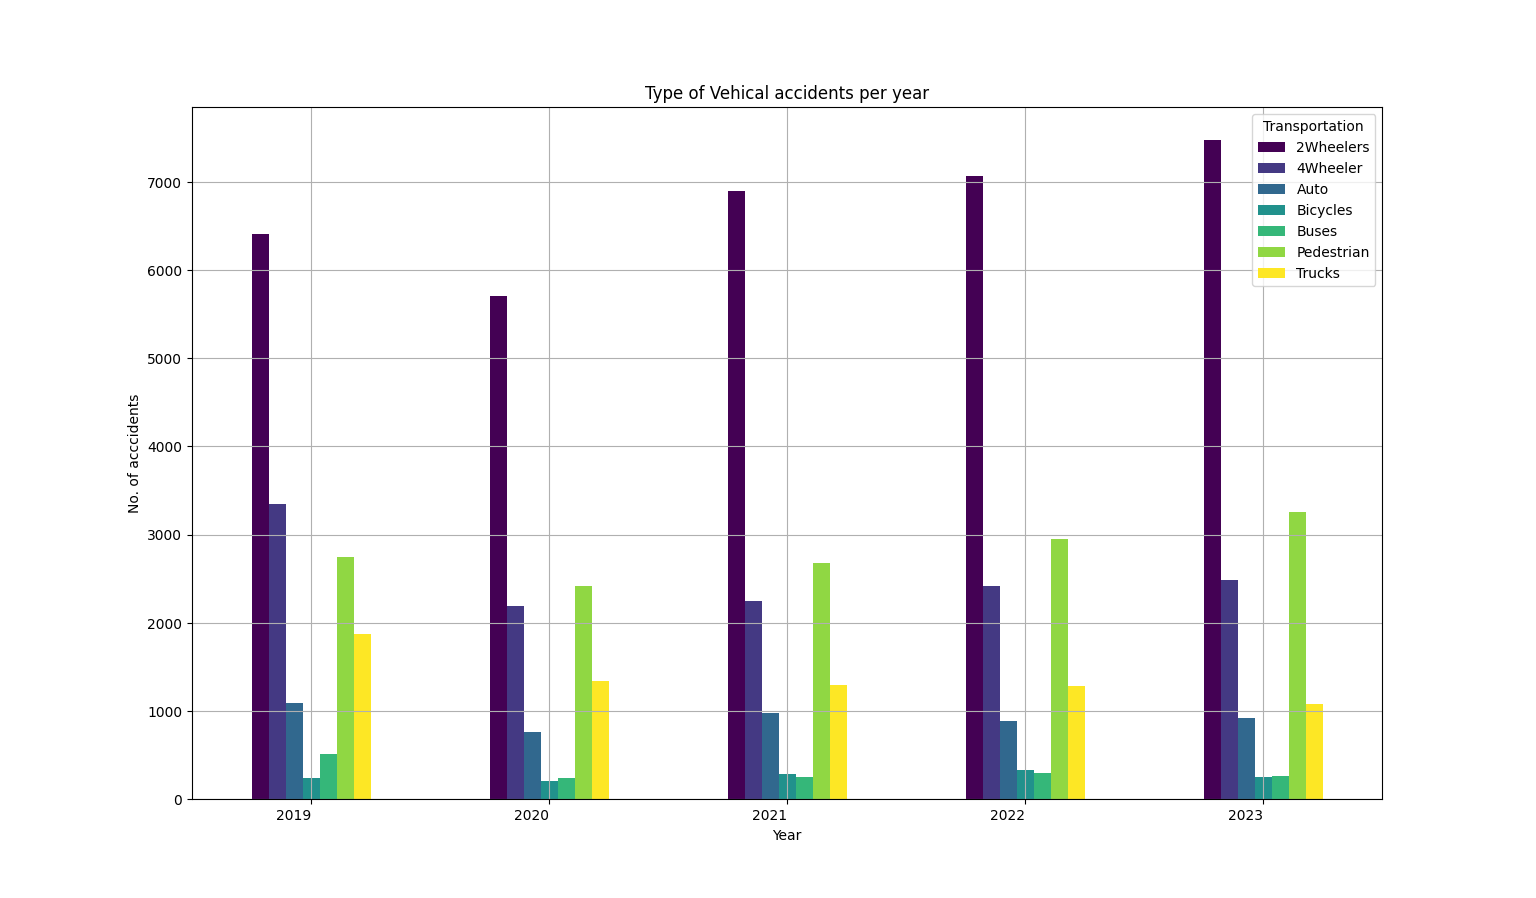 Type of Vehical accidents per year
Transportation
2Wheelers
4Wheeler
Auto
Bicycles
Buses
Pedestrian
Trucks
No. of acccidents
7000
6000
5000
4000
3000
2000
1000
0
2019 2020 2021 2022 2023
Year